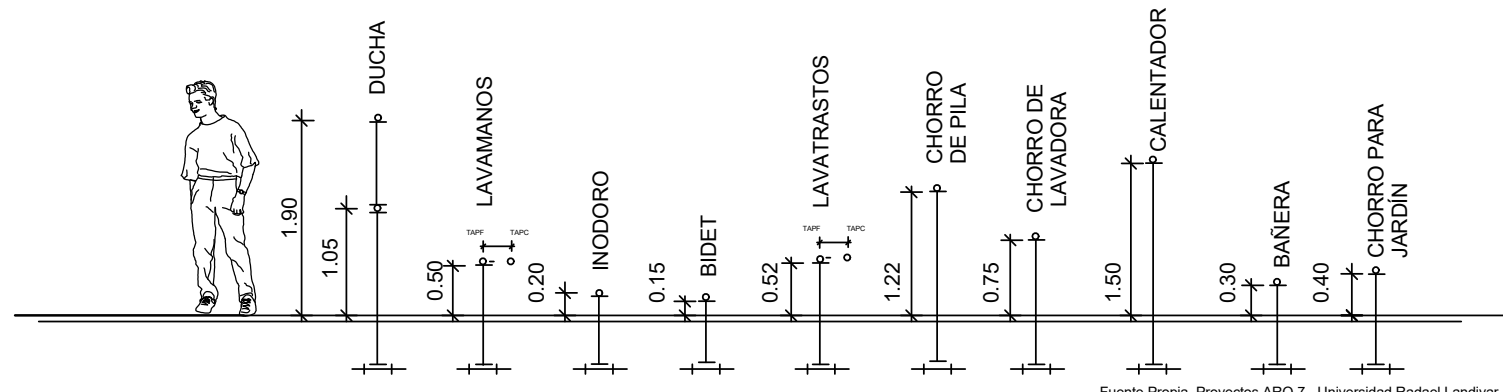 1.90
1.05
DUCHA
0.50
LAVAMANOS
TAPF TAPC
0.20
INODORO
0.15
BIDET
0.52
LAVATRASTOS
TAPF TAPC
1.22
CHORRO
DE PILA
0.75
CHORRO DE
LAVADORA
1.50
CALENTADOR
0.30
BAÑERA
0.40
CHORRO PARA
JARDÍN
Fuente Propia, Proyectos ARQ 7 , Universidad Radael Landivar